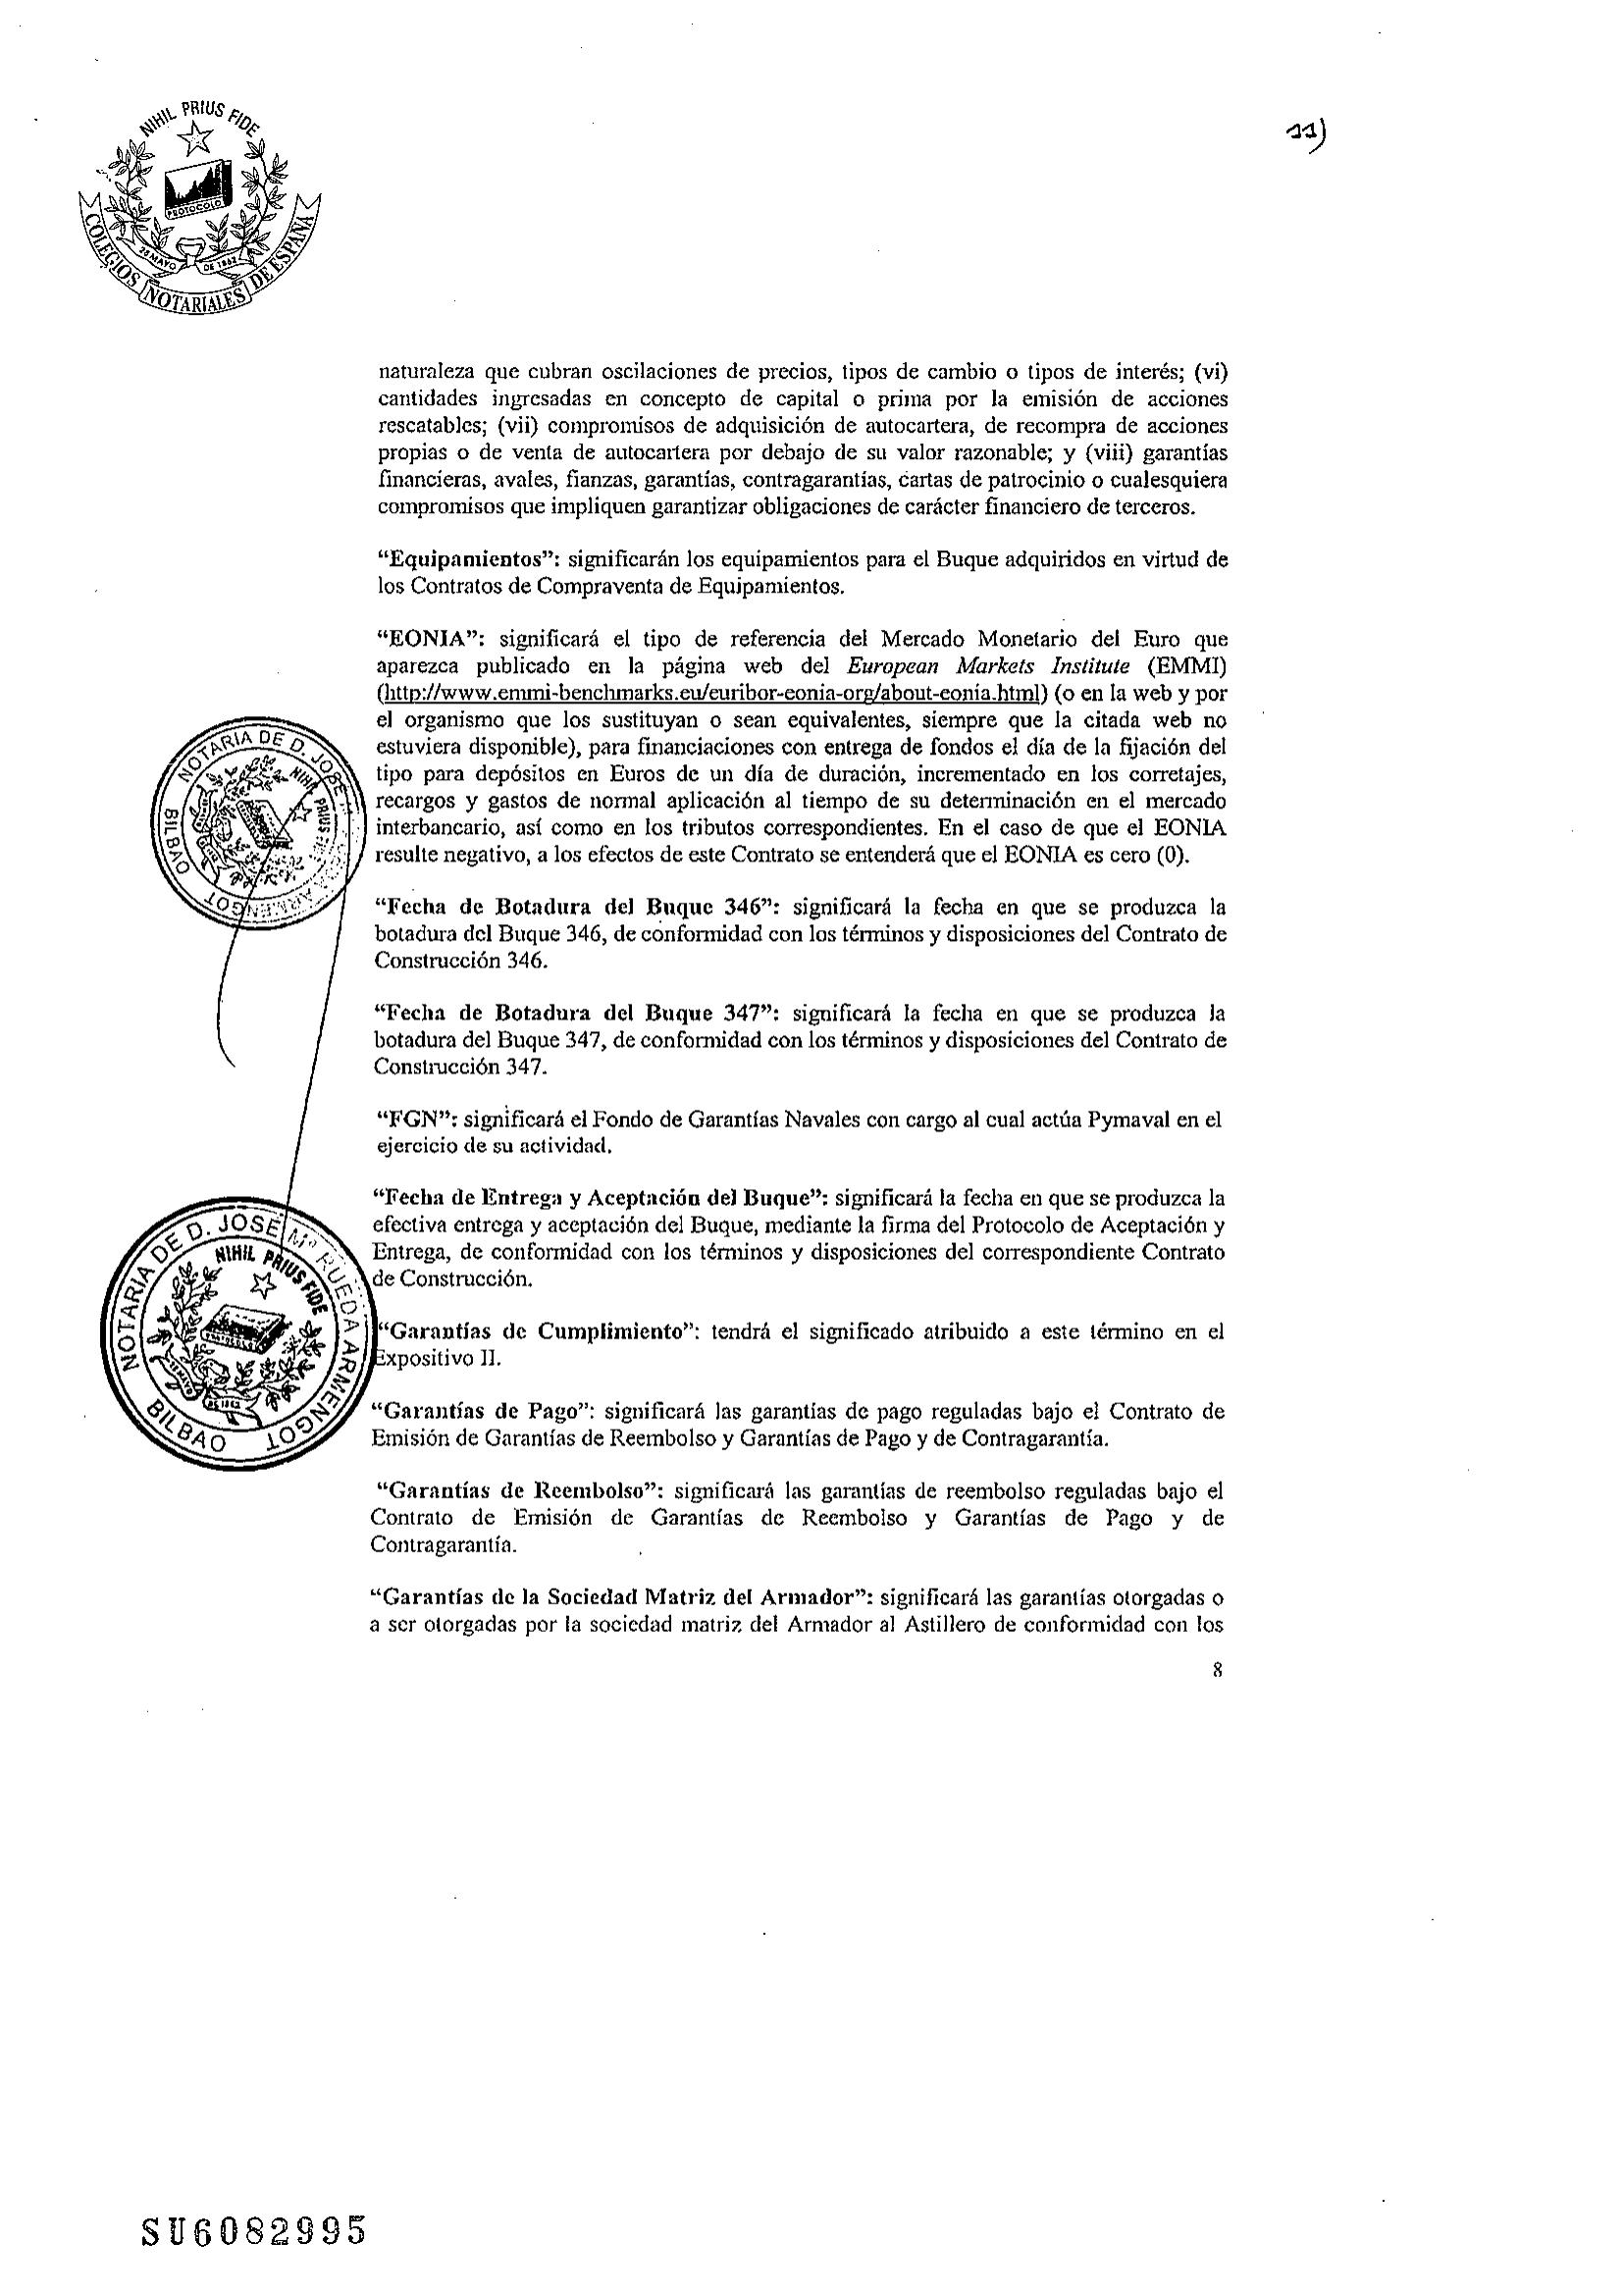 NIHIL PRIUS FIDE
PROTOCOLO
28 MAYO DE 1862
COLEGIOS NOTARIALES DE ESPAÑA
11)
naturaleza que cubran oscilaciones de precios, tipos de cambio o tipos de interés; (vi)
cantidades ingresadas en concepto de capital o prima por la emisión de acciones
rescatables; (vii) compromisos de adquisición de autocartera, de recompra de acciones
propias o de venta de autocartera por debajo de su valor razonable; y (viii) garantías
financieras, avales, fianzas, garantías, contragarantías, cartas de patrocinio o cualesquiera
compromisos que impliquen garantizar obligaciones de carácter financiero de terceros.
“Equipamientos”: significarán los equipamientos para el Buque adquiridos en virtud de
los Contratos de Compraventa de Equipamientos.
“EONIA”: significará el tipo de referencia del Mercado Monetario del Euro que
aparezca publicado en la página web del European Markets Institute (EMMI)
(http://www.emmi-benchmarks.eu/euribor-eonia-org/about-eonia.html) (o en la web y por
el organismo que los sustituyan o sean equivalentes, siempre que la citada web no
estuviera disponible), para financiaciones con entrega de fondos el día de la fijación del
tipo para depósitos en Euros de un día de duración, incrementado en los corretajes,
recargos y gastos de normal aplicación al tiempo de su determinación en el mercado
interbancario, así como en los tributos correspondientes. En el caso de que el EONIA
resulte negativo, a los efectos de este Contrato se entenderá que el EONIA es cero (0).
NOTARIA DE D. JOSE ARMENGOT
BILBAO
NIHIL PRIUS
“Fecha de Botadura del Buque 346”: significará la fecha en que se produzca la
botadura del Buque 346, de conformidad con los términos y disposiciones del Contrato de
Construcción 346.
“Fecha de Botadura del Buque 347”: significará la fecha en que se produzca la
botadura del Buque 347, de conformidad con los términos y disposiciones del Contrato de
Construcción 347.
“FGN”: significará el Fondo de Garantías Navales con cargo al cual actúa Pymaval en el
ejercicio de su actividad.
“Fecha de Entrega y Aceptación del Buque”: significará la fecha en que se produzca la
efectiva entrega y aceptación del Buque, mediante la firma del Protocolo de Aceptación y
Entrega, de conformidad con los términos y disposiciones del correspondiente Contrato
de Construcción.
NOTARIA DE D. JOSE Mª RUEDA ARMENGOT
BILBAO
NIHIL PRIUS FIDE
“Garantías de Cumplimiento”: tendrá el significado atribuido a este término en el
Expositivo II.
“Garantías de Pago”: significará las garantías de pago reguladas bajo el Contrato de
Emisión de Garantías de Reembolso y Garantías de Pago y de Contragarantía.
“Garantías de Reembolso”: significará las garantías de reembolso reguladas bajo el
Contrato de Emisión de Garantías de Reembolso y Garantías de Pago y de
Contragarantía.
“Garantías de la Sociedad Matriz del Armador”: significará las garantías otorgadas o
a ser otorgadas por la sociedad matriz del Armador al Astillero de conformidad con los
8
SU6082995